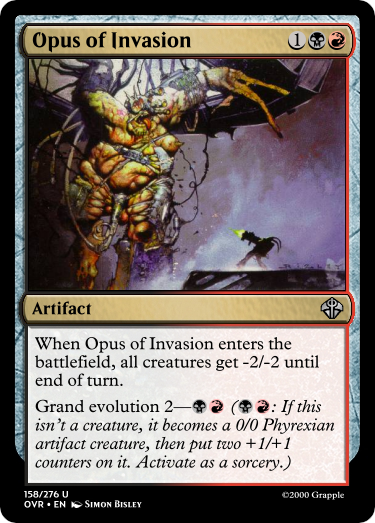 Opus of Invasion 1
Artifact
When Opus of Invasion enters the
battlefield, all creatures get -2/-2 until
end of turn.
Grand evolution 2— (: If this
isn't a creature, it becomes a 0/0 Phyrexian
artifact creature, then put two +1/+1
counters on it. Activate as a sorcery.)
158/276 U
OVR • EN SIMON BISLEY
©2000 Grapple